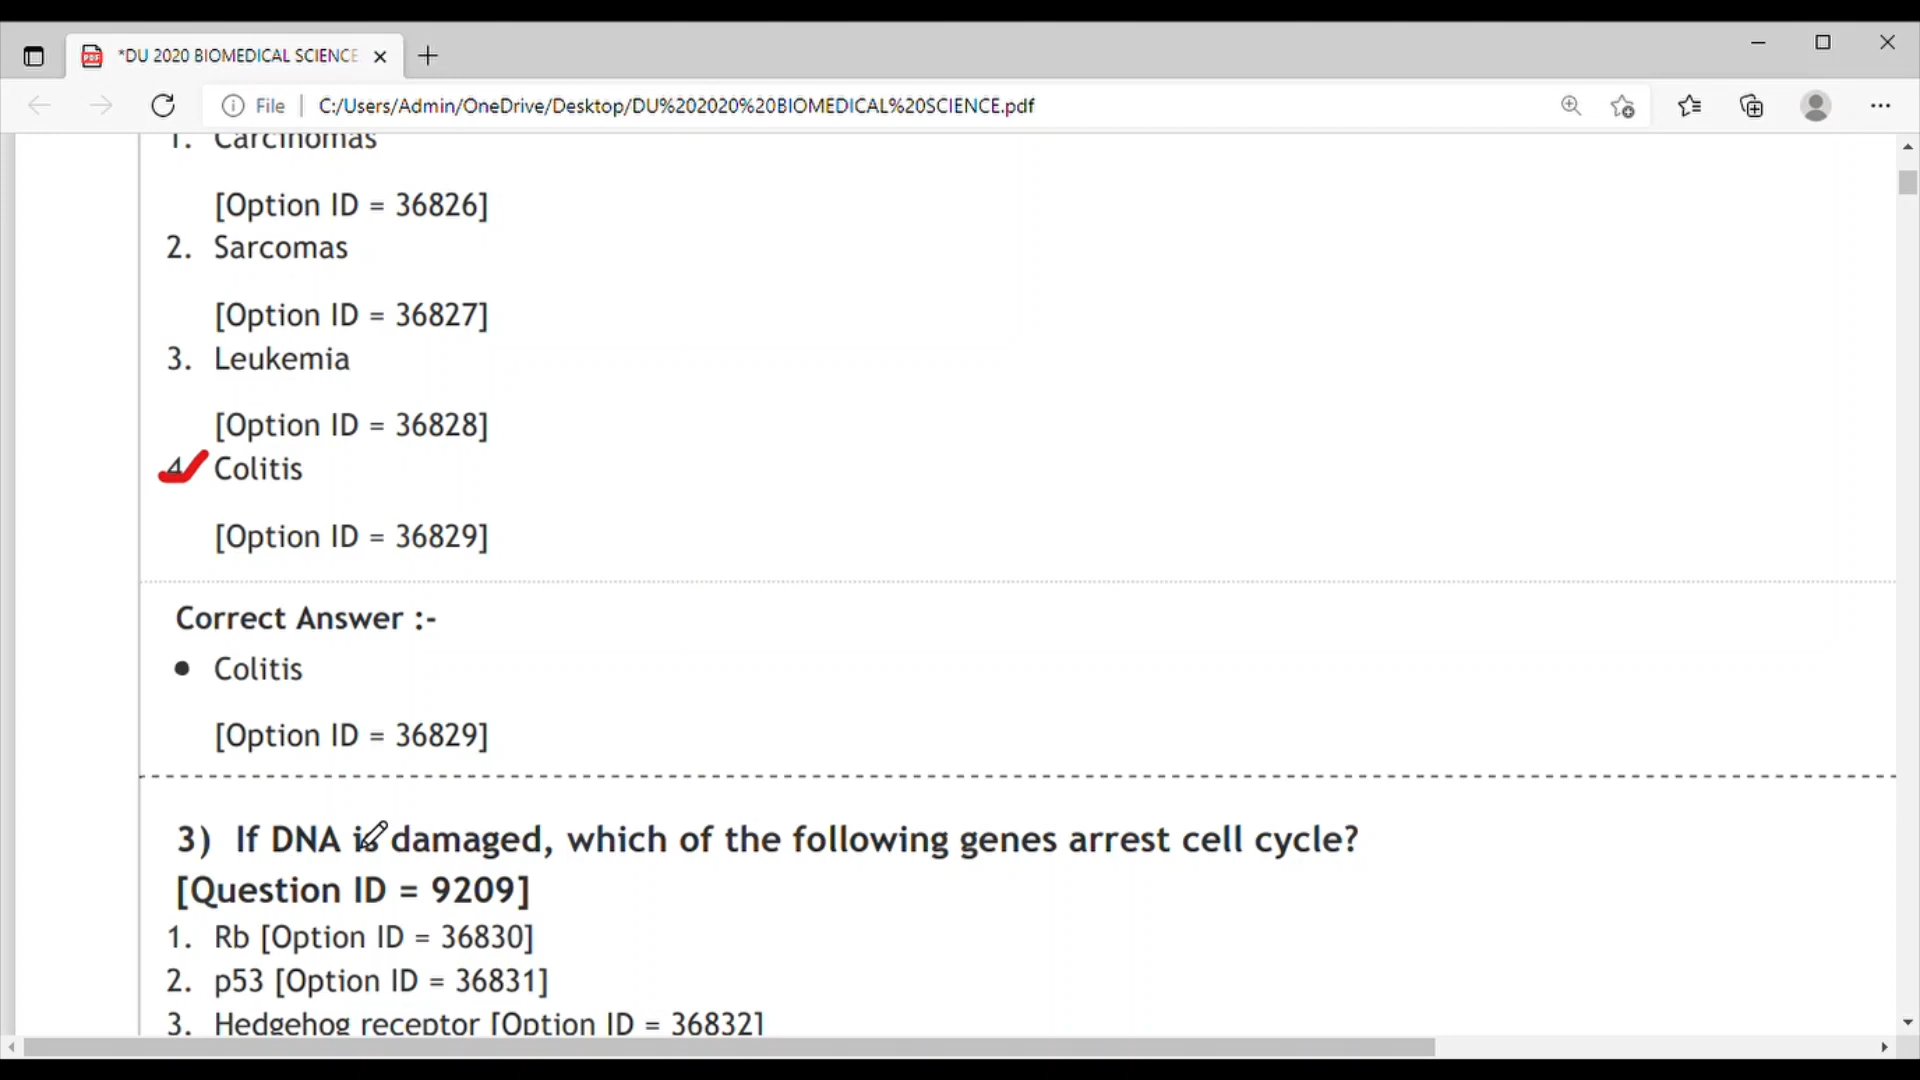 *DU 2020 BIOMEDICAL SCIENCE
File
C:/Users/Admin/OneDrive/Desktop/DU%202020%20BIOMEDICAL%20SCIENCE.pdf
1. Carcinomas
[Option ID = 36826]
2. Sarcomas
[Option ID = 36827]
3. Leukemia
[Option ID = 36828]
4 Colitis
[Option ID = 36829]
Correct Answer :-
● Colitis
[Option ID = 36829]
3) If DNA is damaged, which of the following genes arrest cell cycle?
[Question ID = 9209]
1. Rb [Option ID = 36830]
2. p53 [Option ID = 36831]
3. Hedgehog receptor [Option ID = 36832]